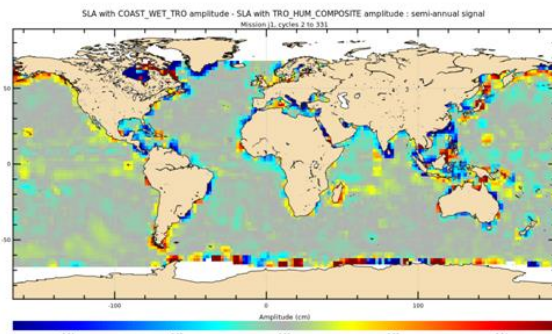 SLA with COAST_WET_TRO amplitude - SLA with TRO_HUM_COMPOSITE amplitude : semi-annual signal
Mission j1, cycles 2 to 331
50
0
-50
-100
0
100
Amplitude (cm)